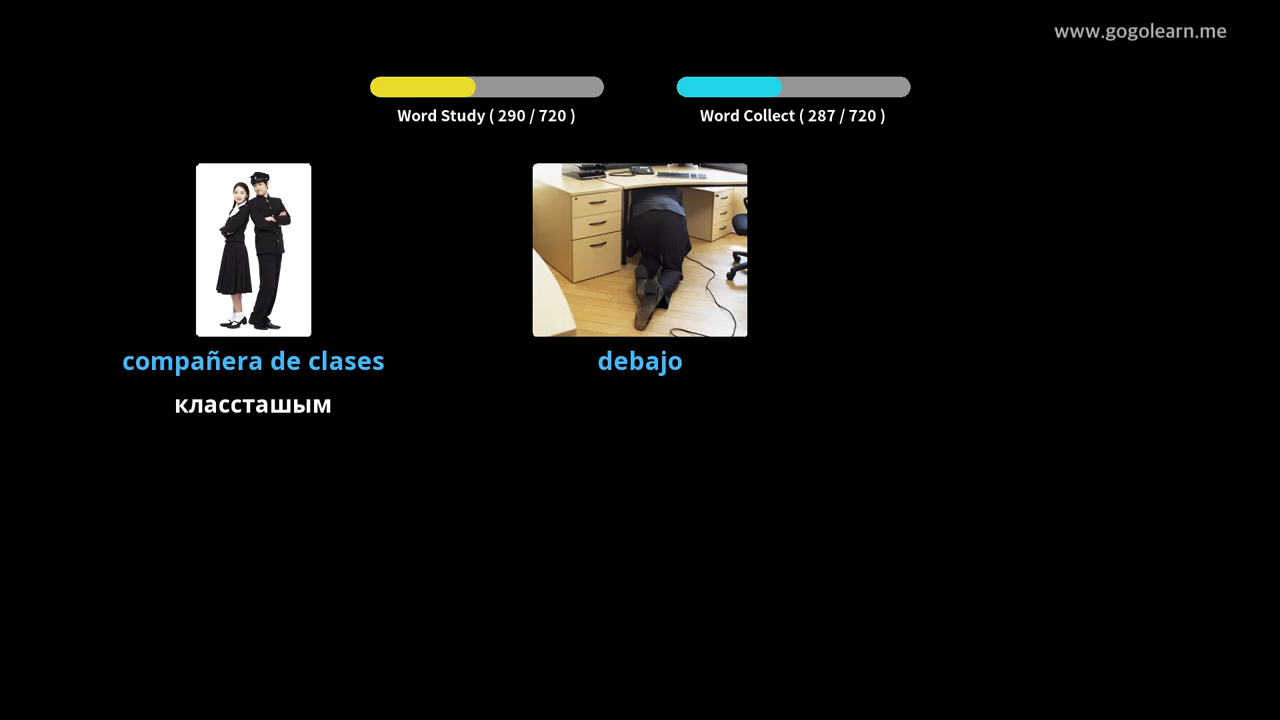 www.gogolearn.me
Word Study ( 290 / 720 )
Word Collect ( 287 / 720 )
compañera de clases
debajo
классташым